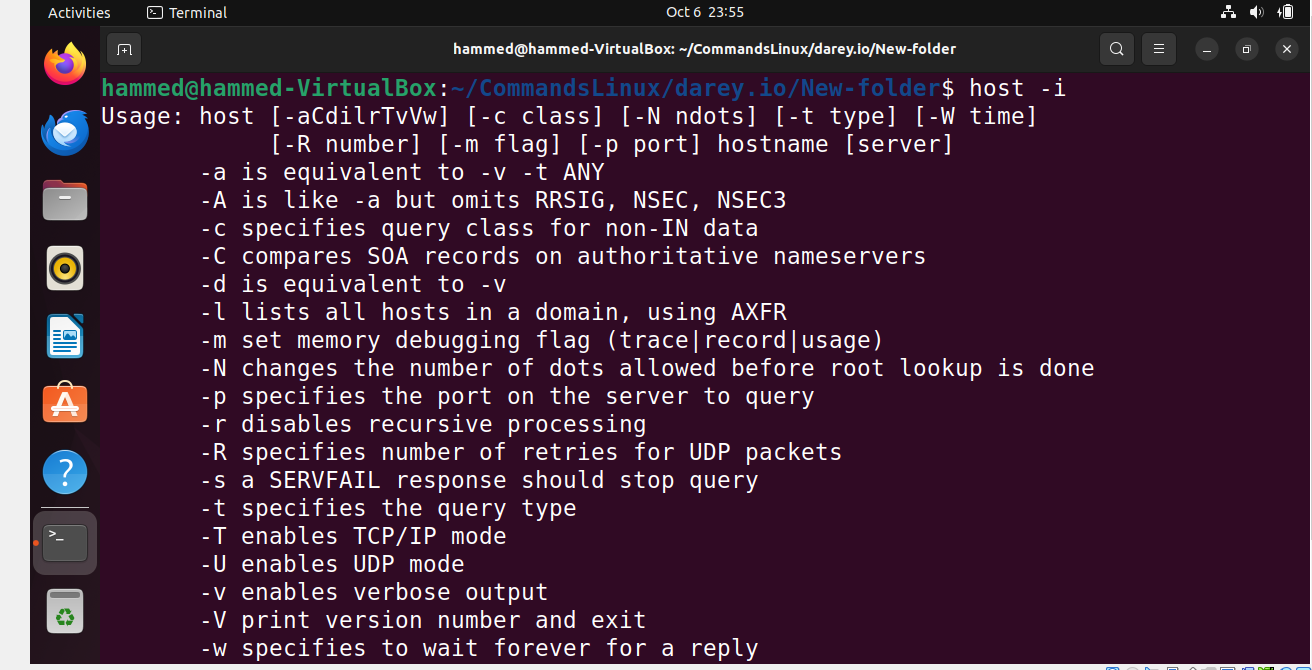 Activities Terminal Oct 6 23:55
hammed@hammed-VirtualBox: ~/CommandsLinux/darey.io/New-folder
hammed@hammed-VirtualBox:~/CommandsLinux/darey.io/New-folder$ host -i
Usage: host [-aCdilrTvVw] [-c class] [-N ndots] [-t type] [-W time]
[-R number] [-m flag] [-p port] hostname [server]
-a is equivalent to -v -t ANY
-A is like -a but omits RRSIG, NSEC, NSEC3
-c specifies query class for non-IN data
-C compares SOA records on authoritative nameservers
-d is equivalent to -v
-l lists all hosts in a domain, using AXFR
-m set memory debugging flag (trace|record|usage)
-N changes the number of dots allowed before root lookup is done
-p specifies the port on the server to query
-r disables recursive processing
-R specifies number of retries for UDP packets
-s a SERVFAIL response should stop query
-t specifies the query type
-T enables TCP/IP mode
-U enables UDP mode
-v enables verbose output
-V print version number and exit
-w specifies to wait forever for a reply